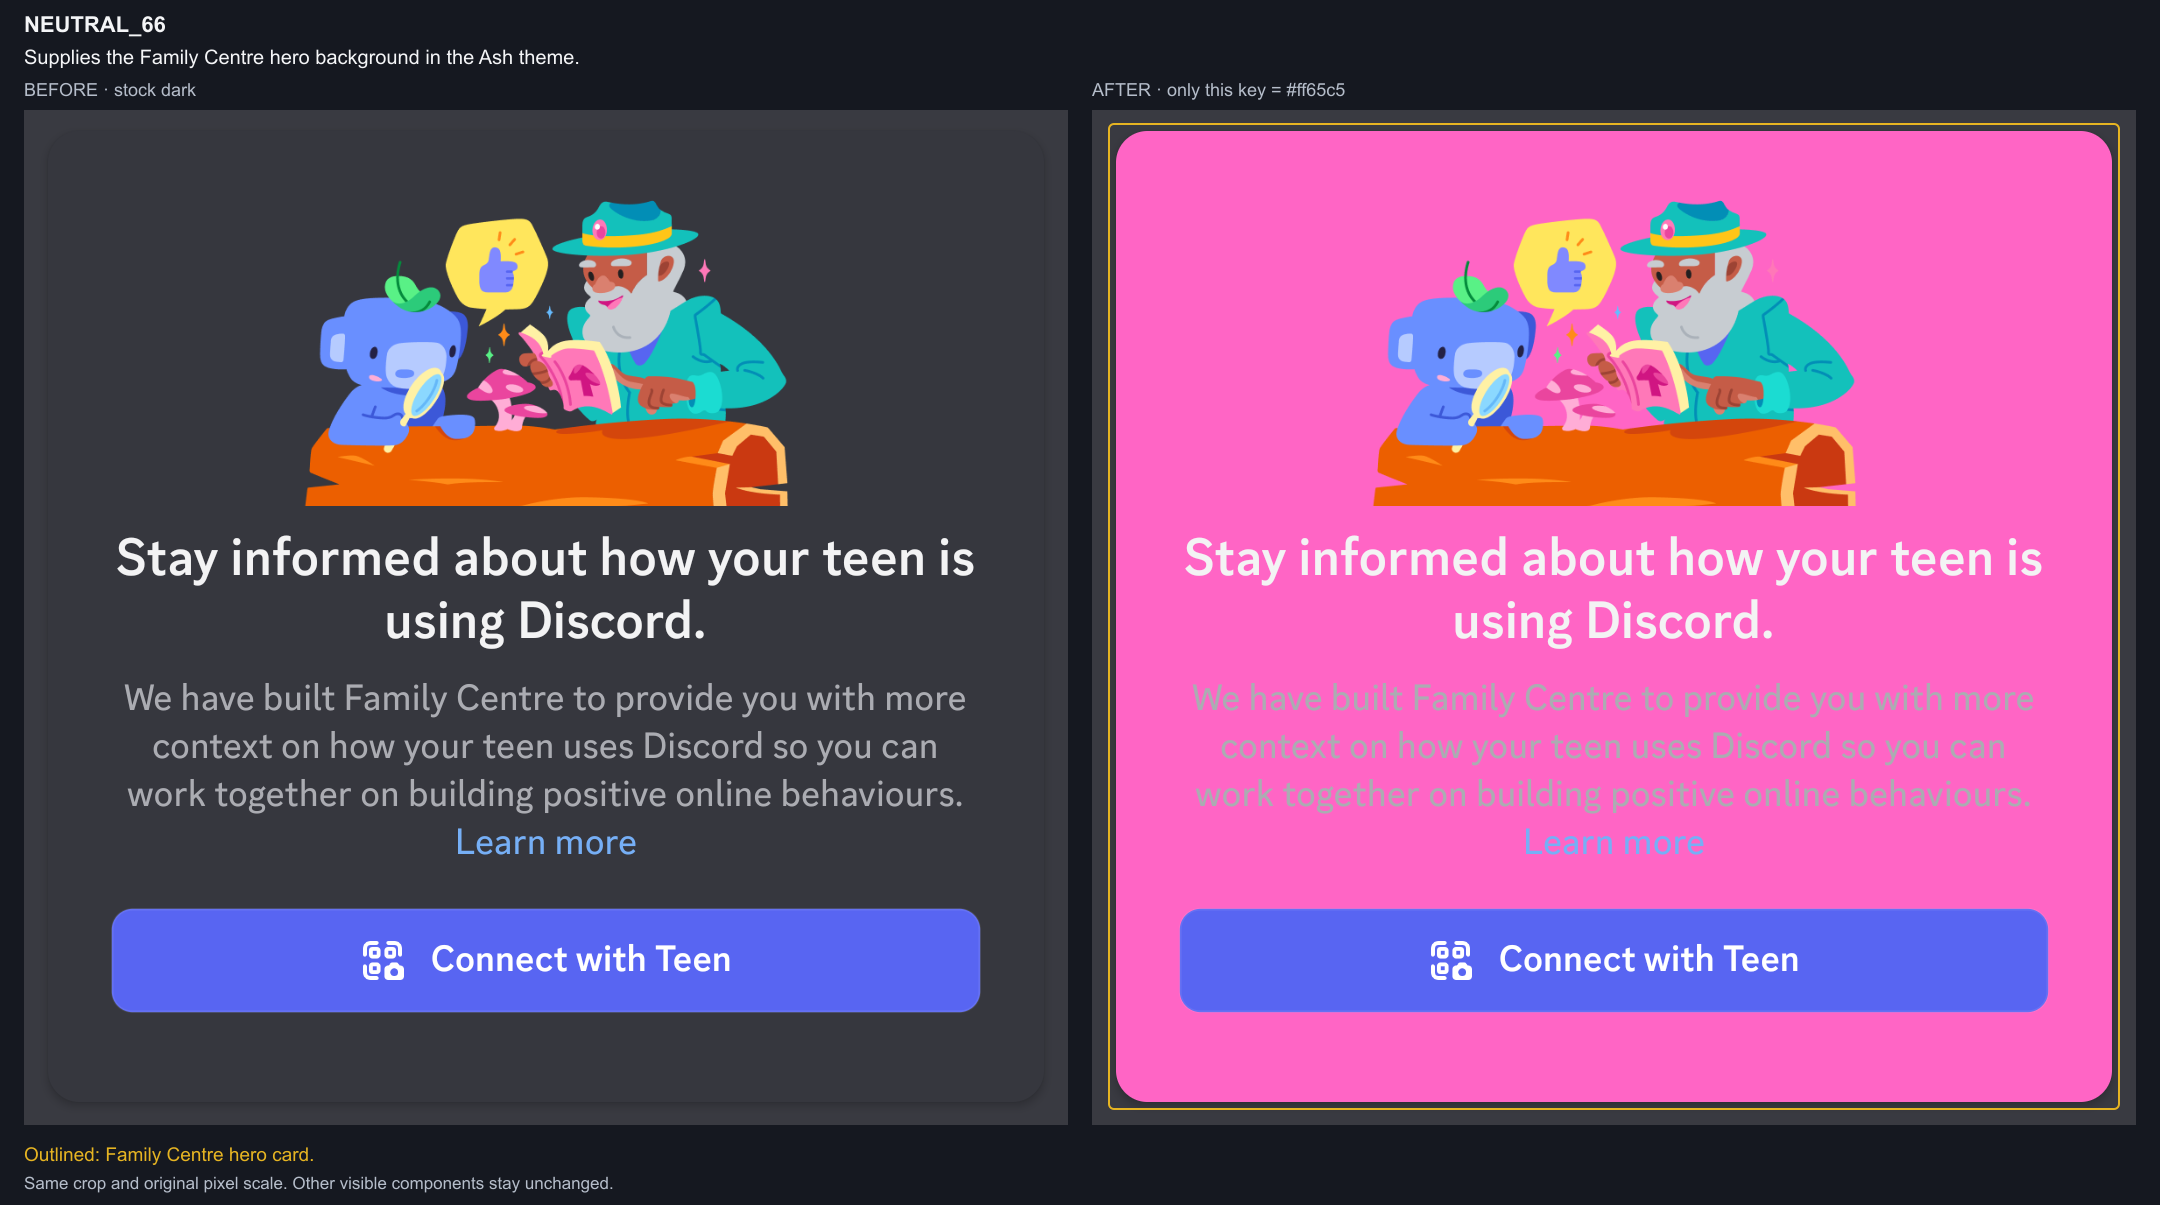 NEUTRAL_66
Supplies the Family Centre hero background in the Ash theme.
BEFORE · stock dark
AFTER · only this key = #ff65c5
Stay informed about how your teen is
using Discord.
We have built Family Centre to provide you with more
context on how your teen uses Discord so you can
work together on building positive online behaviours.
Learn more
Connect with Teen
Stay informed about how your teen is
using Discord.
We have built Family Centre to provide you with more
context on how your teen uses Discord so you can
work together on building positive online behaviours.
Learn more
Connect with Teen
Outlined: Family Centre hero card.
Same crop and original pixel scale. Other visible components stay unchanged.